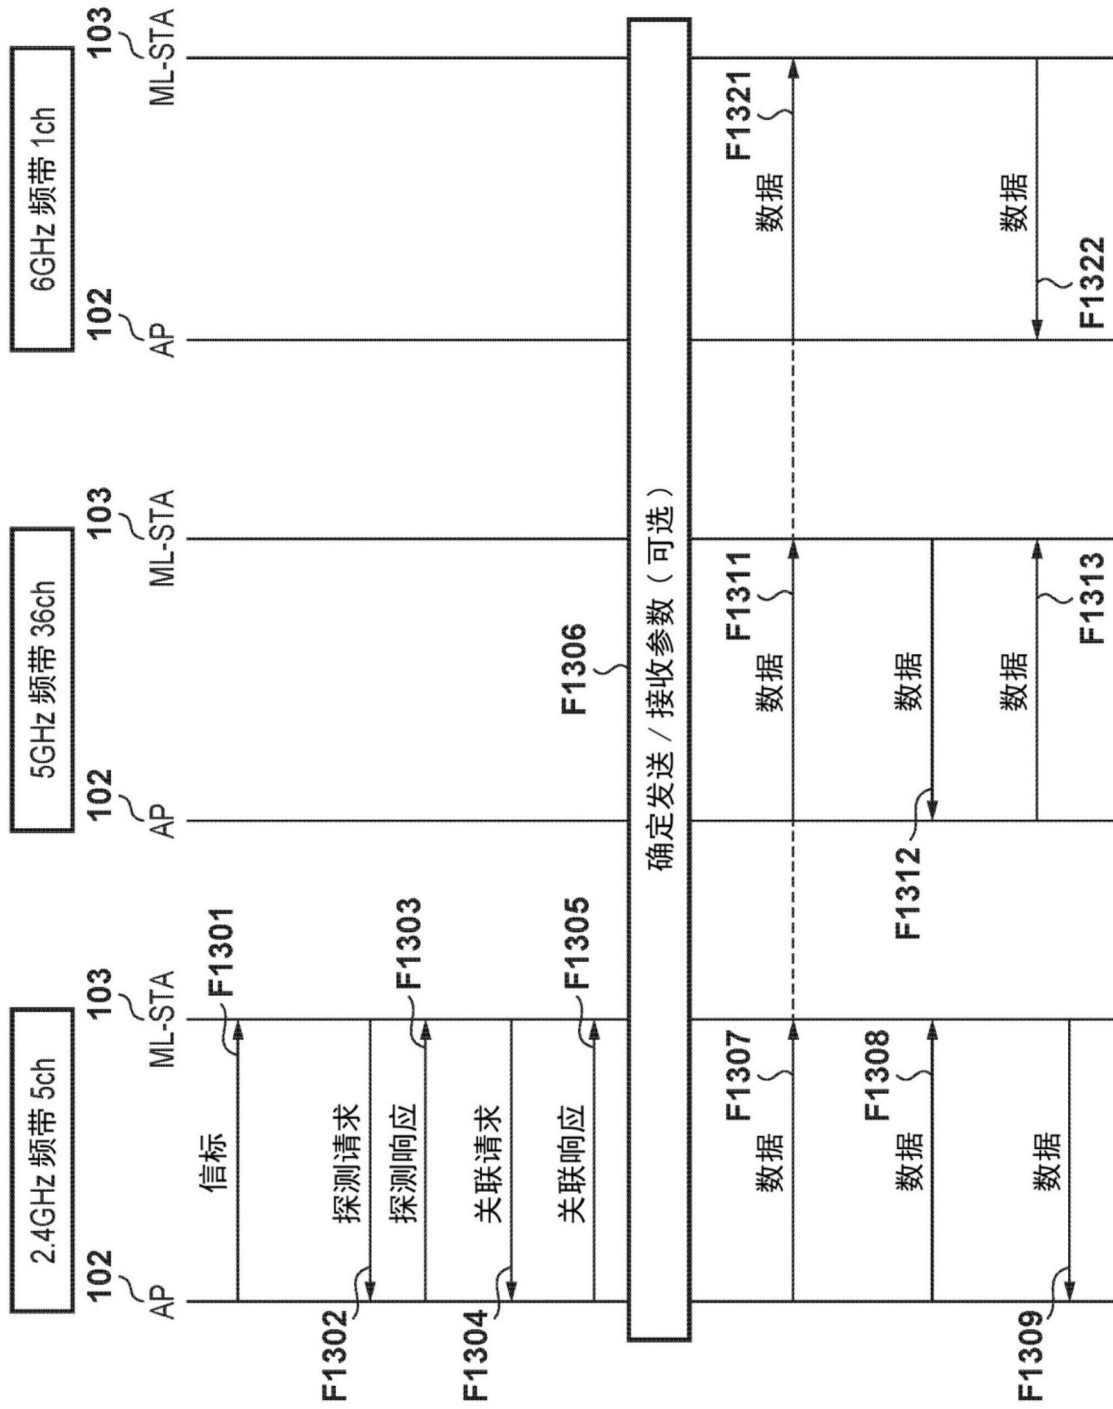 2.4GHz 频带 5ch
5GHz 频带 36ch
6GHz 频带 1ch
102
103
102
103
102
103
AP
ML-STA
AP
ML-STA
AP
ML-STA
信标
F1301
探测请求
F1302
探测响应
F1303
关联请求
F1304
关联响应
F1305
F1306
确定发送 / 接收参数（可选）
数据
F1307
数据
F1311
数据
F1321
数据
F1308
数据
F1312
数据
F1313
数据
F1322
数据
F1309